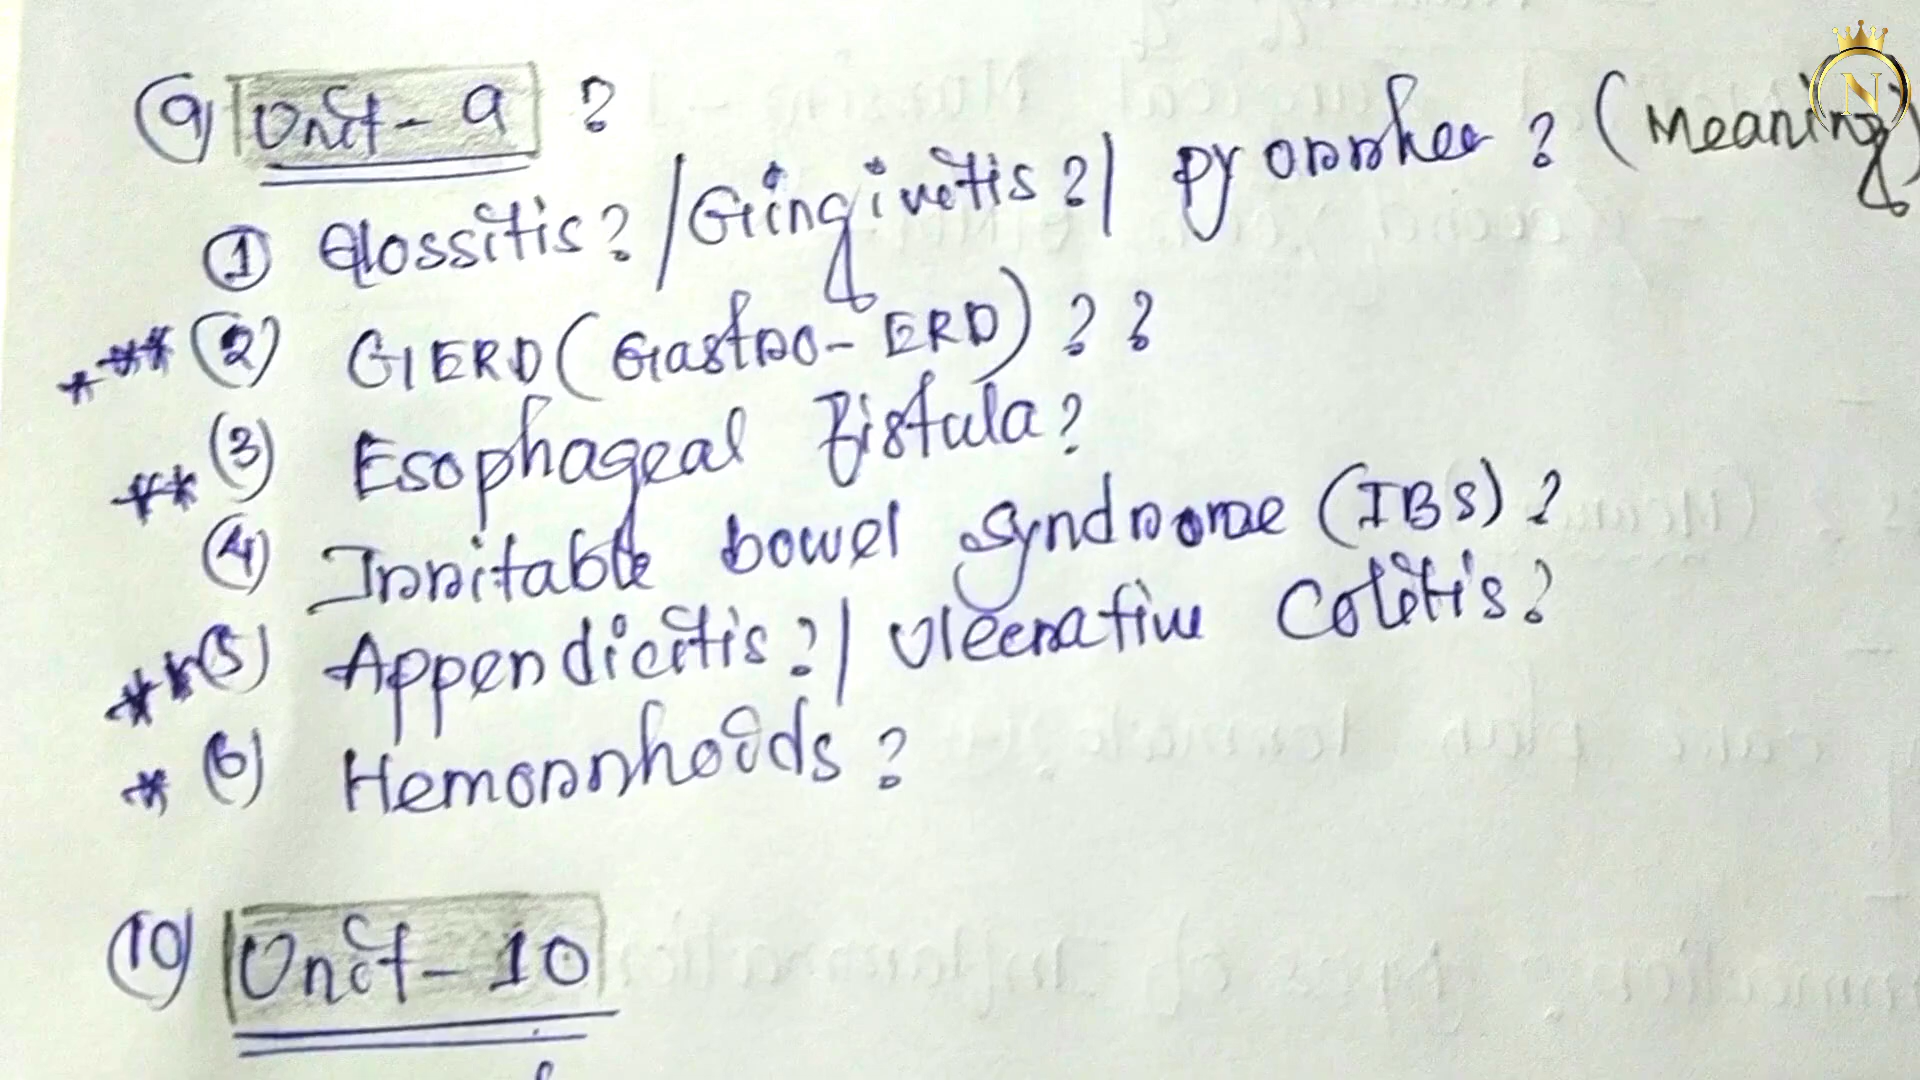 (9) Unit - 9 ?
(1) Glossitis? / Gingivitis? / Pyorrhea ? (Meaning)
*** (2) GERD (Gastro - ERD) ? ?
** (3) Esophageal Fistula?
(4) Irritable bowel syndrome (IBS) ?
** (5) Appendicitis? / Ulcerative Colitis?
* (6) Hemorrhoids ?
(10) Unit - 10
N